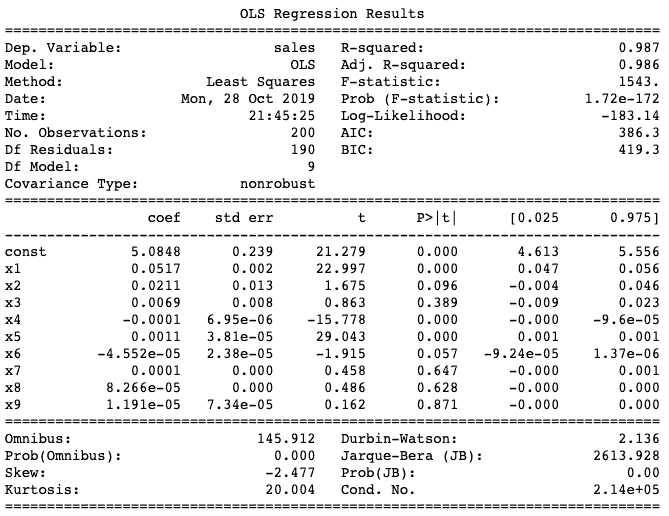 OLS Regression Results
==============================================================================
Dep. Variable:                  sales   R-squared:                       0.987
Model:                            OLS   Adj. R-squared:                  0.986
Method:                 Least Squares   F-statistic:                     1543.
Date:                Mon, 28 Oct 2019   Prob (F-statistic):          1.72e-172
Time:                        21:45:25   Log-Likelihood:                -183.14
No. Observations:                 200   AIC:                             386.3
Df Residuals:                     190   BIC:                             419.3
Df Model:                           9
Covariance Type:            nonrobust
==============================================================================
                 coef    std err          t      P>|t|      [0.025      0.975]
------------------------------------------------------------------------------
const          5.0848      0.239     21.279      0.000       4.613       5.556
x1             0.0517      0.002     22.997      0.000       0.047       0.056
x2             0.0211      0.013      1.675      0.096      -0.004       0.046
x3             0.0069      0.008      0.863      0.389      -0.009       0.023
x4            -0.0001   6.95e-06    -15.778      0.000      -0.000    -9.6e-05
x5             0.0011   3.81e-05     29.043      0.000       0.001       0.001
x6         -4.552e-05   2.38e-05     -1.915      0.057   -9.24e-05    1.37e-06
x7             0.0001      0.000      0.458      0.647      -0.000       0.001
x8          8.266e-05      0.000      0.486      0.628      -0.000       0.000
x9          1.191e-05   7.34e-05      0.162      0.871      -0.000       0.000
==============================================================================
Omnibus:                      145.912   Durbin-Watson:                   2.136
Prob(Omnibus):                  0.000   Jarque-Bera (JB):             2613.928
Skew:                          -2.477   Prob(JB):                         0.00
Kurtosis:                      20.004   Cond. No.                     2.14e+05
==============================================================================